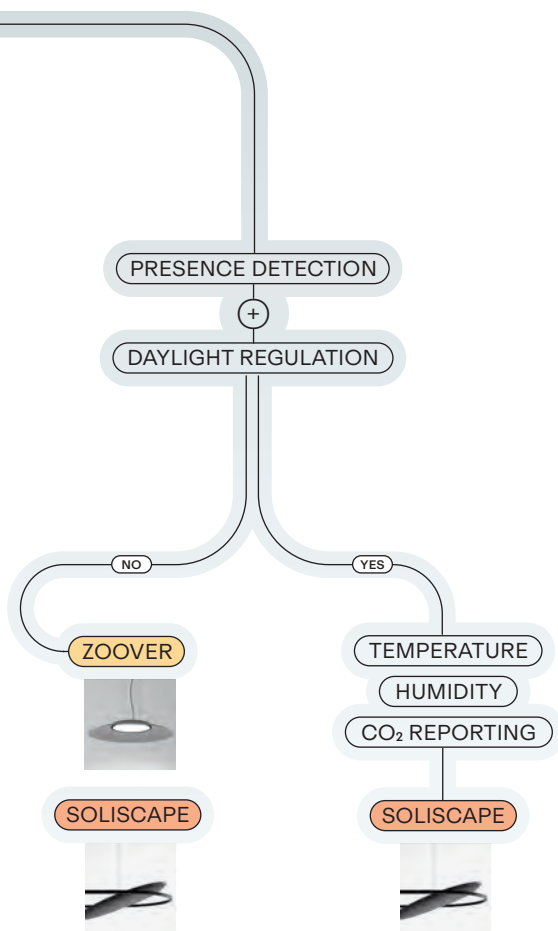 PRESENCE DETECTION
+
DAYLIGHT REGULATION
NO
YES
ZOOVER
TEMPERATURE
HUMIDITY
CO₂ REPORTING
SOLISCAPE
SOLISCAPE